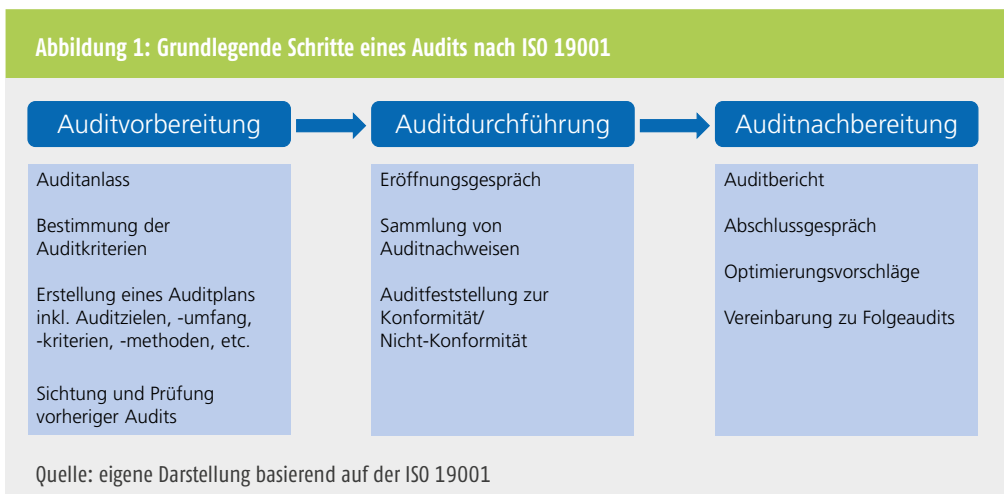 Abbildung 1: Grundlegende Schritte eines Audits nach ISO 19001
Auditvorbereitung
Auditanlass
Bestimmung der
Auditkriterien
Erstellung eines Auditplans
inkl. Auditzielen, -umfang,
-kriterien, -methoden, etc.
Sichtung und Prüfung
vorheriger Audits
Auditdurchführung
Eröffnungsgespräch
Sammlung von
Auditnachweisen
Auditfeststellung zur
Konformität/
Nicht-Konformität
Auditnachbereitung
Auditbericht
Abschlussgespräch
Optimierungsvorschläge
Vereinbarung zu Folgeaudits
Quelle: eigene Darstellung basierend auf der ISO 19001